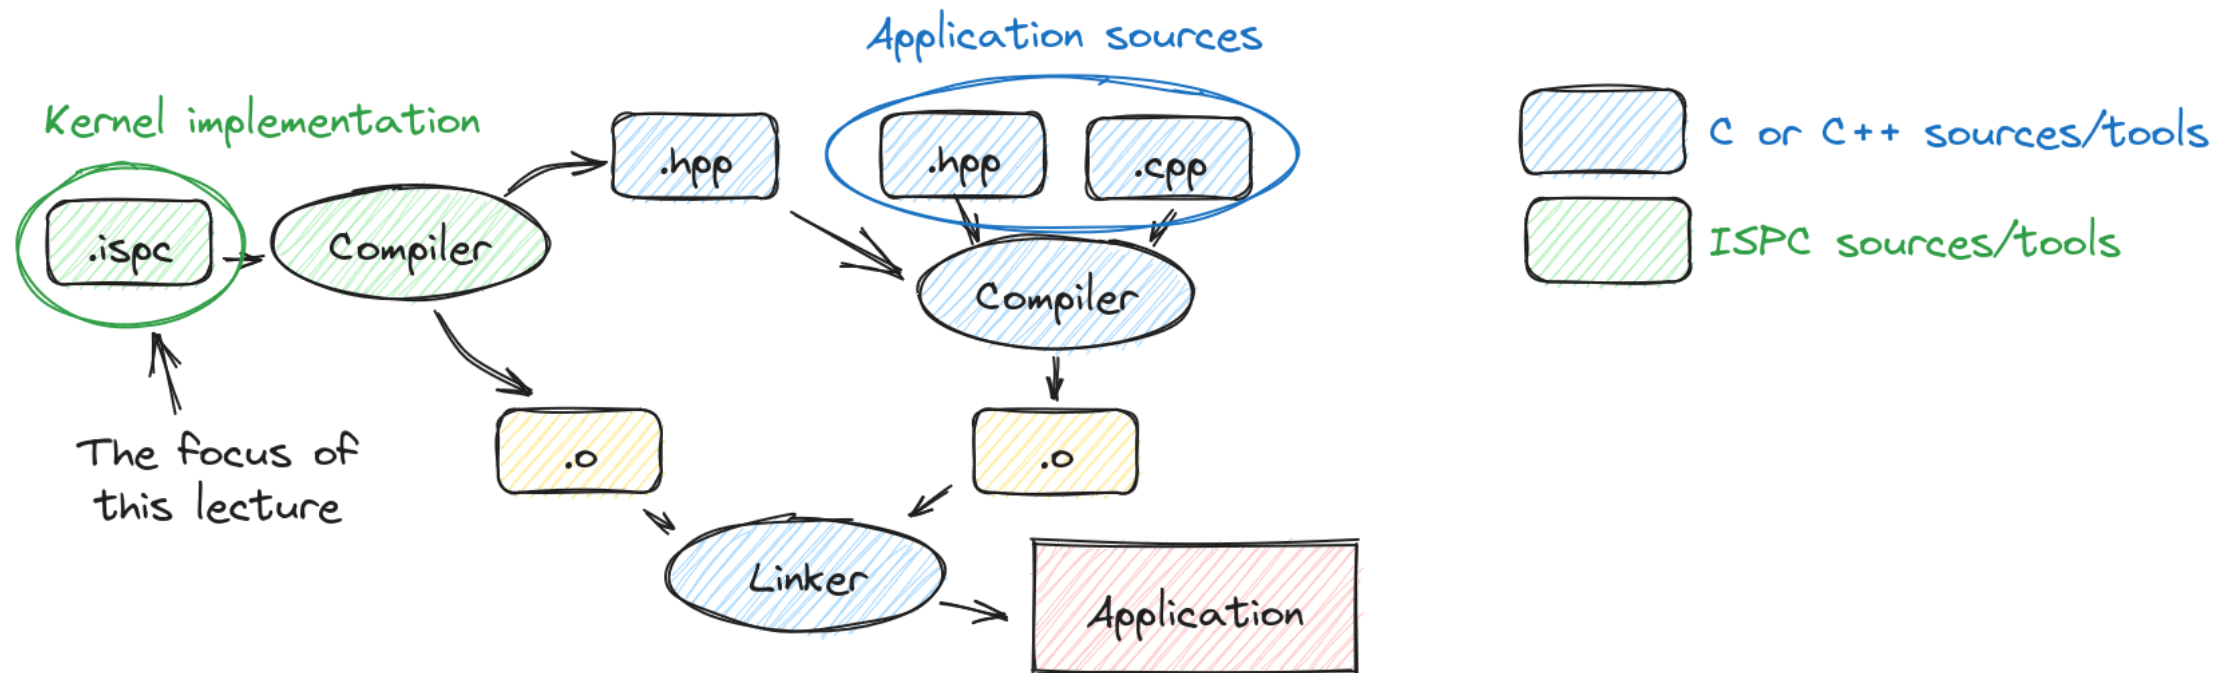 Application sources
Kernel implementation
.hpp
.hpp
.cpp
C or C++ sources/tools
.ispc
Compiler
ISPC sources/tools
Compiler
The focus of
this lecture
.o
.o
Linker
Application